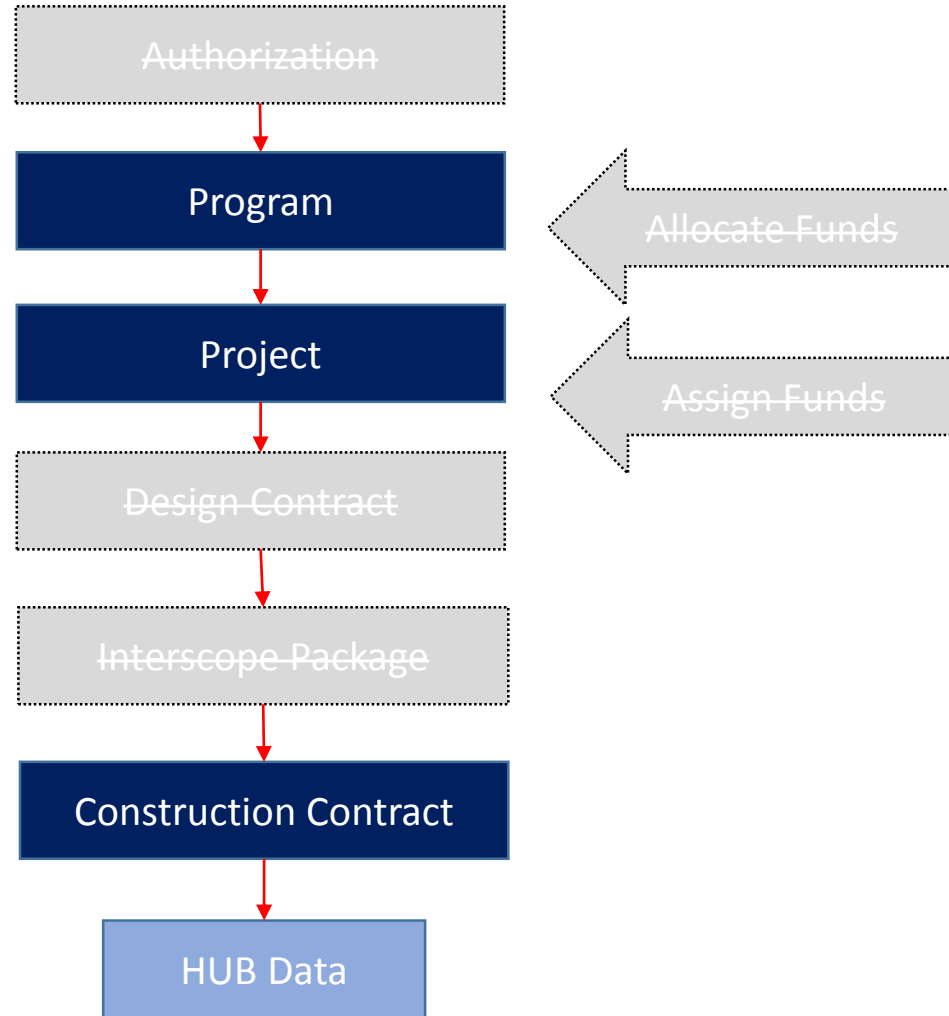 Authorization
Program
Allocate Funds
Project
Assign Funds
Design Contract
Interscope Package
Construction Contract
HUB Data